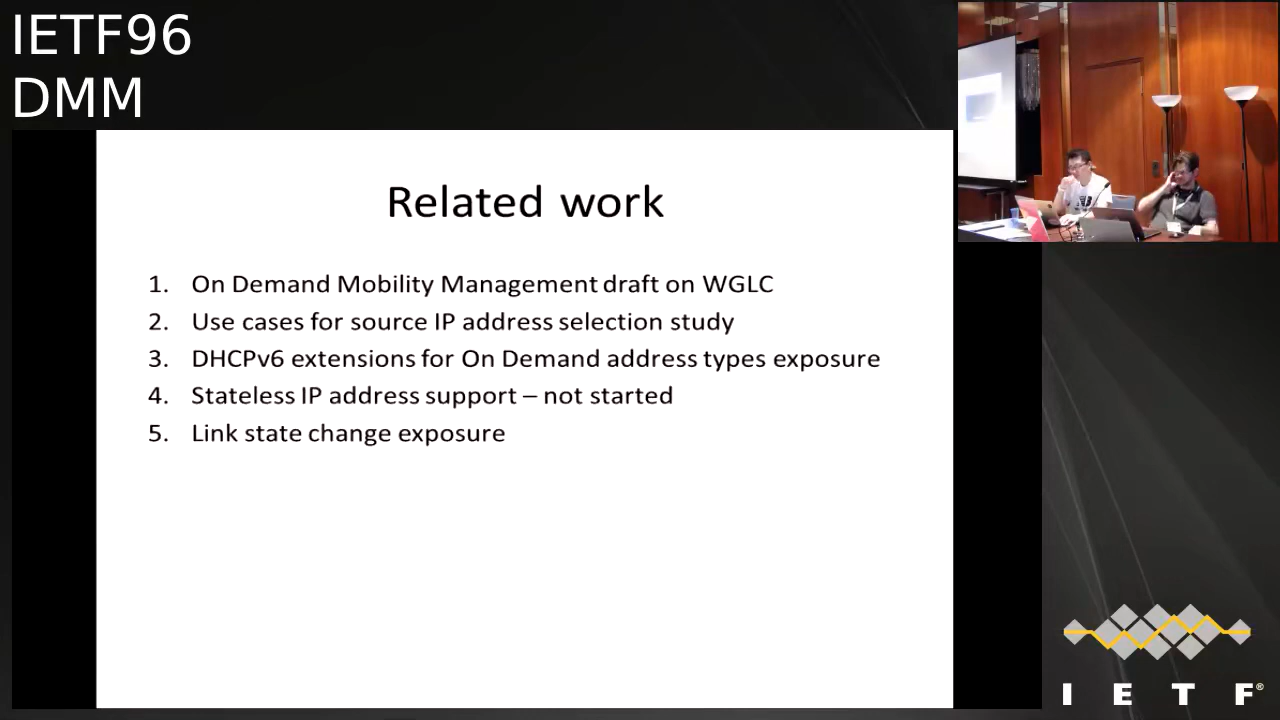 IETF96
DMM
Related work
1. On Demand Mobility Management draft on WGLC
2. Use cases for source IP address selection study
3. DHCPv6 extensions for On Demand address types exposure
4. Stateless IP address support – not started
5. Link state change exposure
I E T F®